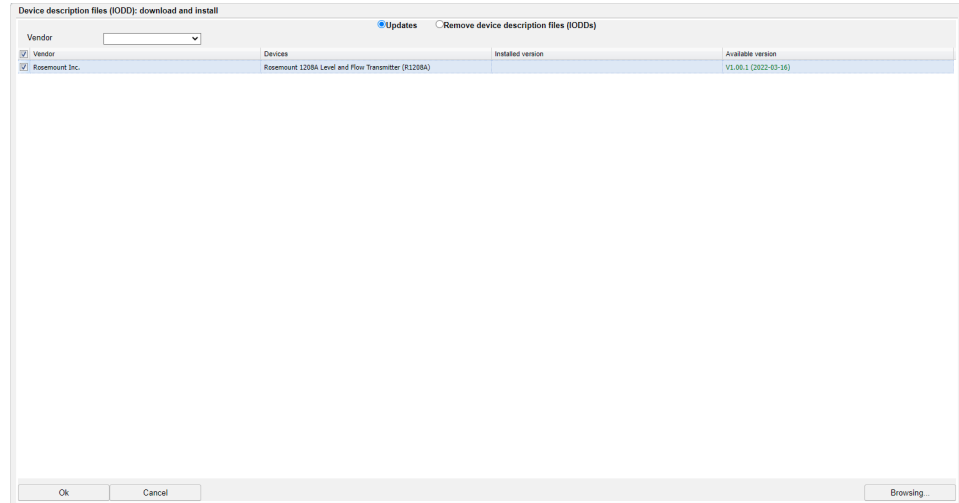 Device description files (IODD): download and install
Updates Remove device description files (IODDs)
Vendor
Vendor Devices Installed version Available version
Rosemount Inc. Rosemount 1208A Level and Flow Transmitter (R1208A) V1.00.1 (2022-03-16)
Ok Cancel Browsing...